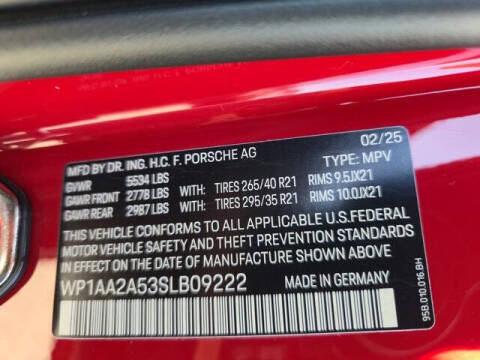 02/25
MFD BY DR. ING. H.C. F. PORSCHE AG
TYPE: MPV
GVWR 5534 LBS
GAWR FRONT 2778 LBS WITH: TIRES 265/40 R21 RIMS 9.5JX21
GAWR REAR 2987 LBS WITH: TIRES 295/35 R21 RIMS 10.0JX21
THIS VEHICLE CONFORMS TO ALL APPLICABLE U.S.FEDERAL
MOTOR VEHICLE SAFETY AND THEFT PREVENTION STANDARDS
IN EFFECT ON THE DATE OF MANUFACTURE SHOWN ABOVE.
WP1AA2A53SLB09222 MADE IN GERMANY
95B.010.016.BH